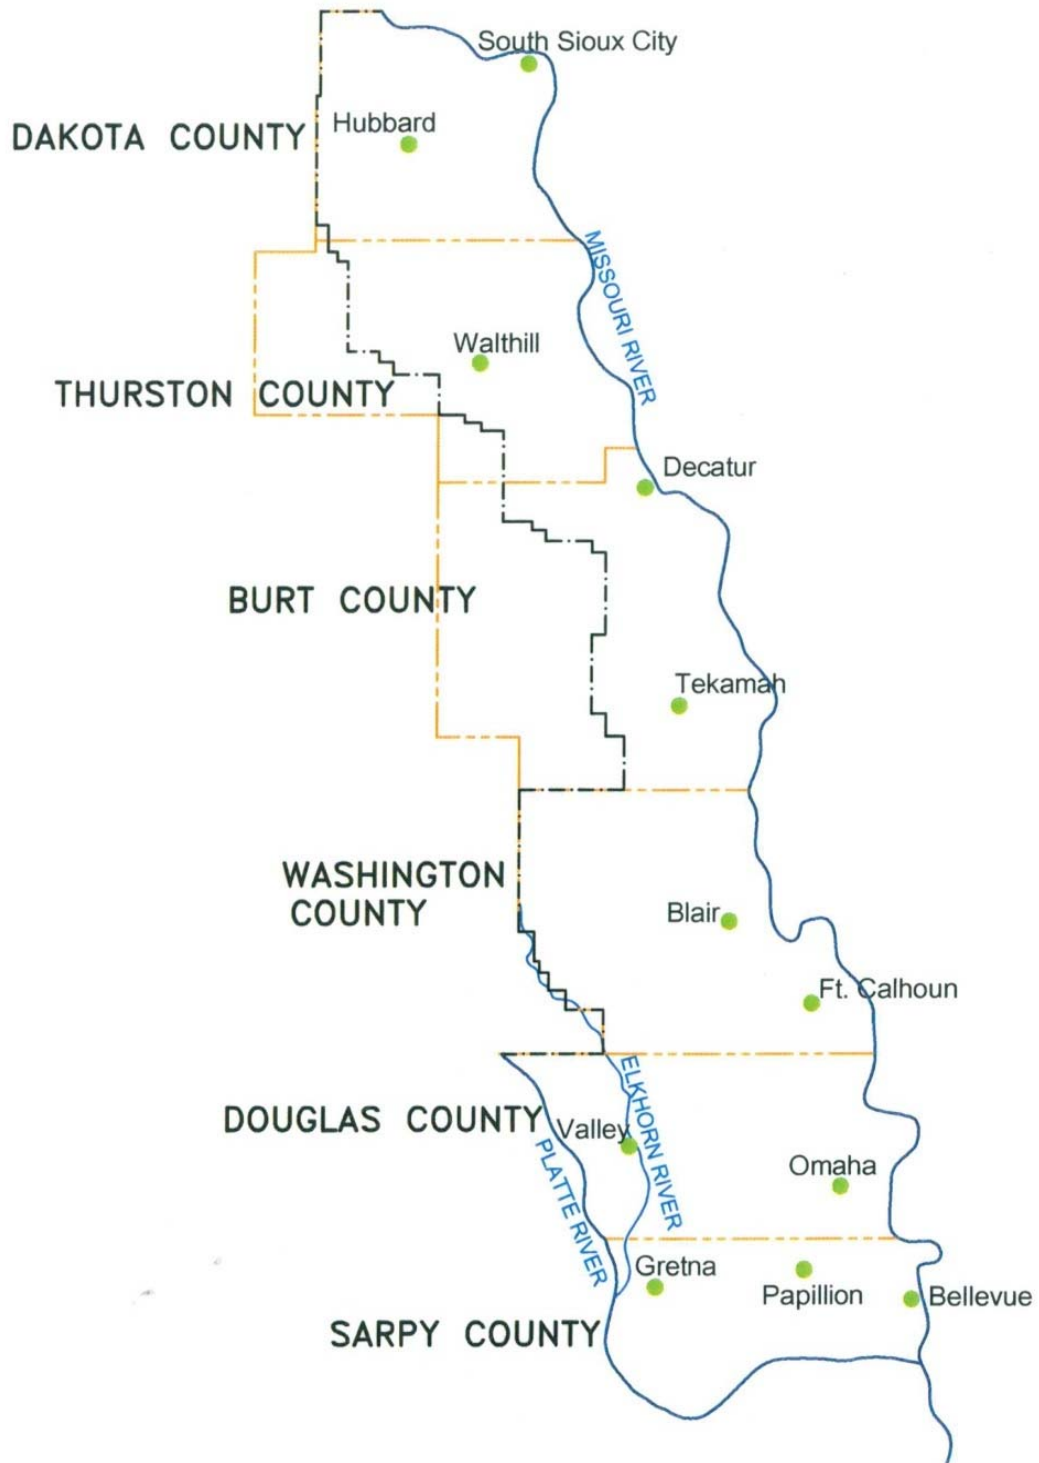 South Sioux City
Hubbard
DAKOTA COUNTY
MISSOURI RIVER
Walthill
THURSTON COUNTY
Decatur
BURT COUNTY
Tekamah
WASHINGTON
COUNTY
Blair
Ft. Calhoun
ELKHORN RIVER
DOUGLAS COUNTY
Valley
PLATTE RIVER
Omaha
Gretna
Papillion
Bellevue
SARPY COUNTY